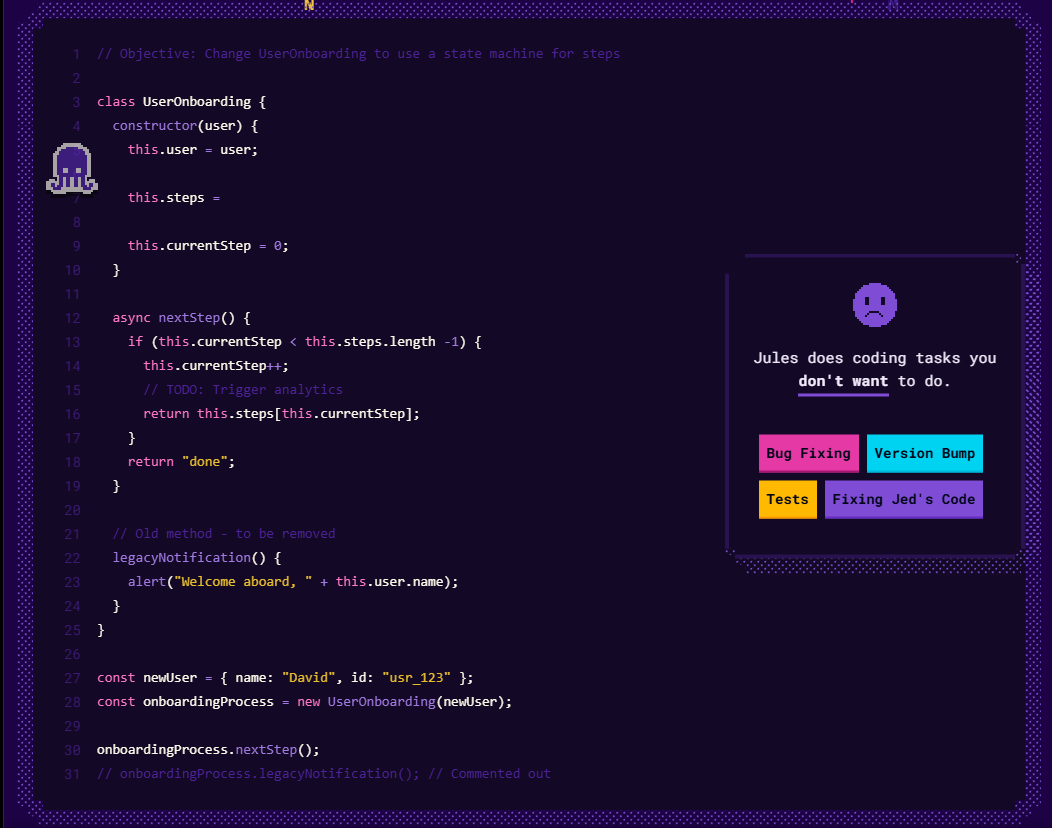 N
M
1 // Objective: Change UserOnboarding to use a state machine for steps
2
3 class UserOnboarding {
4 constructor(user) {
this.user = user;
7 this.steps =
8
9 this.currentStep = 0;
10 }
11
12 async nextStep() {
13 if (this.currentStep < this.steps.length -1) {
14 this.currentStep++;
15 // TODO: Trigger analytics
16 return this.steps[this.currentStep];
17 }
18 return "done";
19 }
20
21 // Old method - to be removed
22 legacyNotification() {
23 alert("Welcome aboard, " + this.user.name);
24 }
25 }
26
27 const newUser = { name: "David", id: "usr_123" };
28 const onboardingProcess = new UserOnboarding(newUser);
29
30 onboardingProcess.nextStep();
31 // onboardingProcess.legacyNotification(); // Commented out
Jules does coding tasks you
don't want to do.
Bug Fixing Version Bump
Tests Fixing Jed's Code